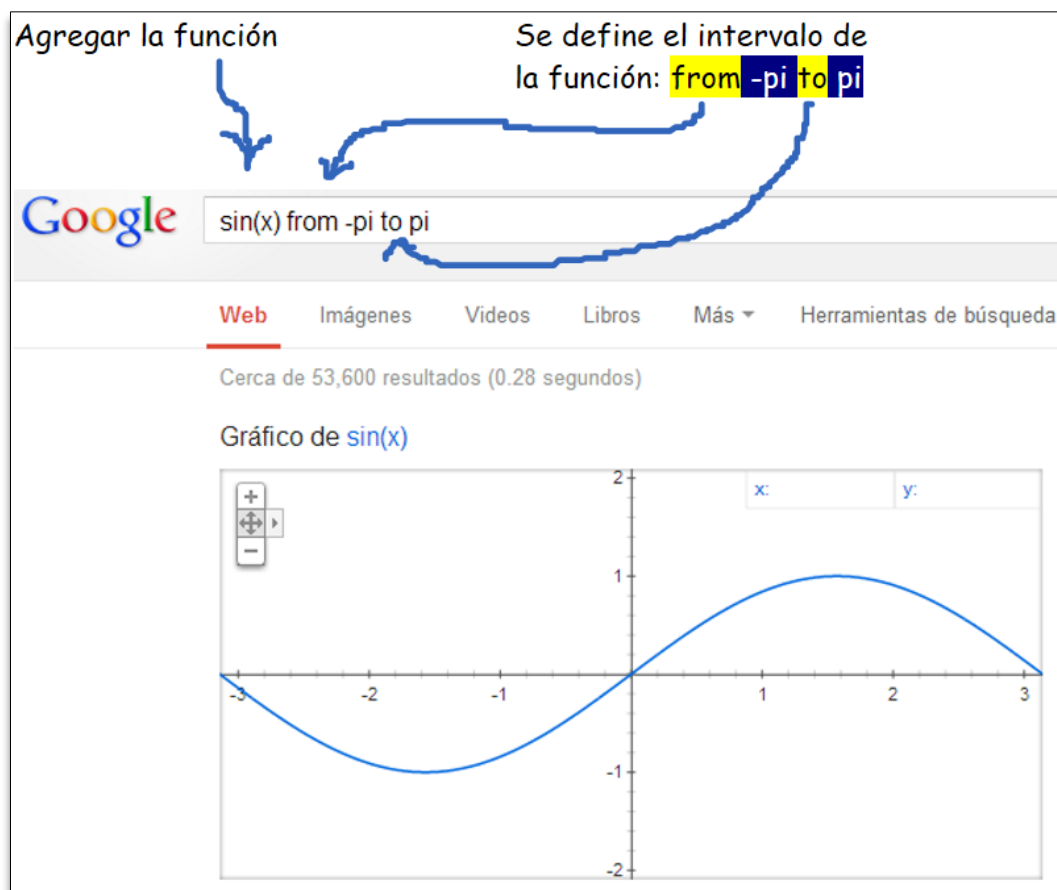 Agregar la función
Se define el intervalo de
la función: from -pi to pi
Google
sin(x) from -pi to pi
Web Imágenes Videos Libros Más Herramientas de búsqueda
Cerca de 53,600 resultados (0.28 segundos)
Gráfico de sin(x)
x: y:
2
1
-3 -2 -1 1 2 3
-1
-2